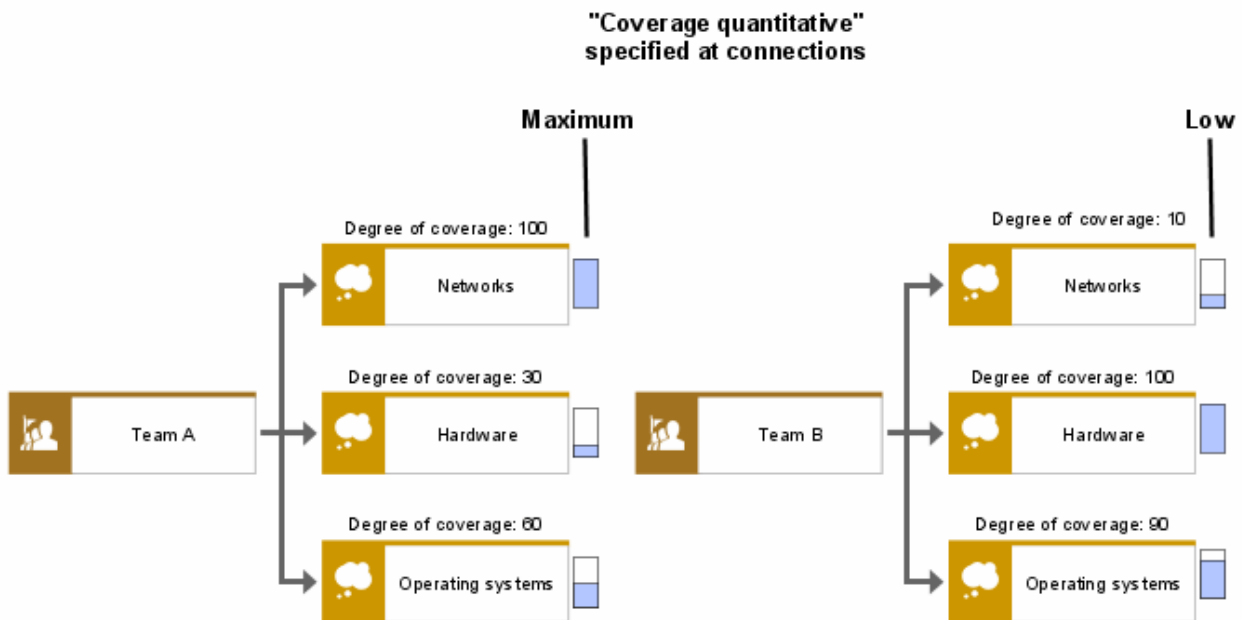 "Coverage quantitative"
specified at connections
Maximum
Low
Degree of coverage: 100
Networks
Degree of coverage: 30
Team A
Hardware
Degree of coverage: 60
Operating systems
Degree of coverage: 10
Networks
Degree of coverage: 100
Team B
Hardware
Degree of coverage: 90
Operating systems